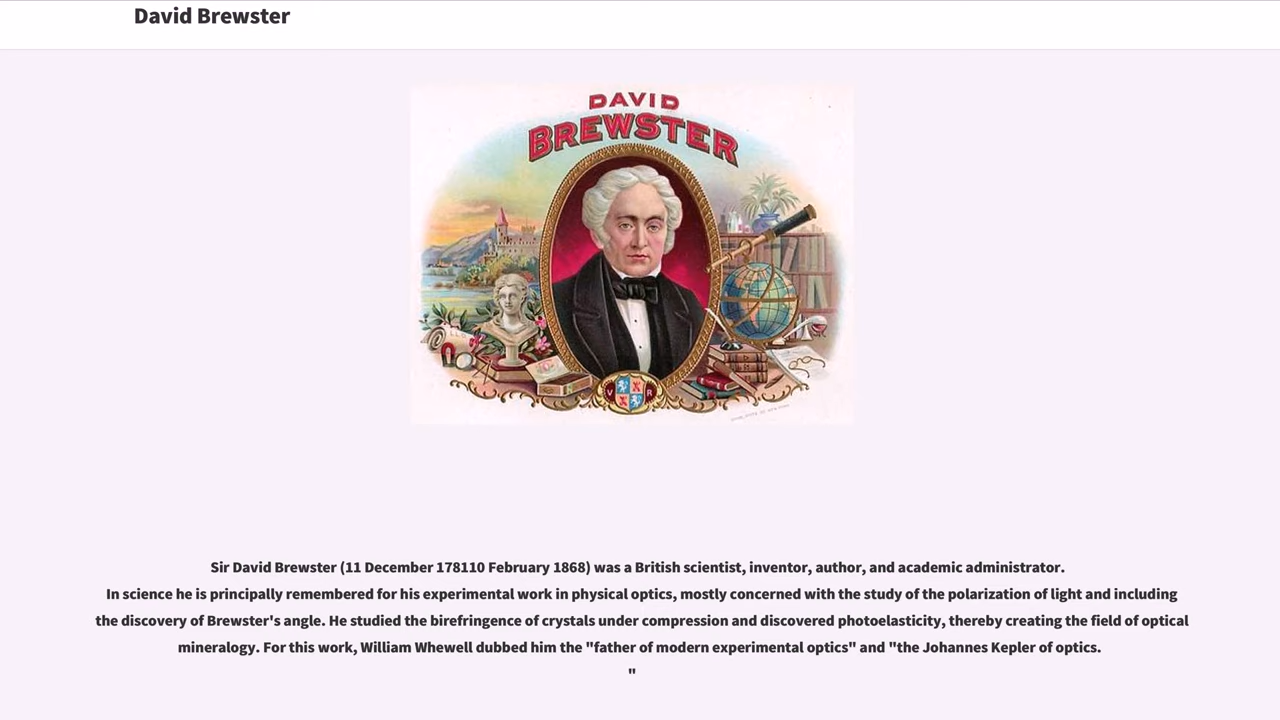 David Brewster
DAVID
BREWSTER
V R
Sir David Brewster (11 December 178110 February 1868) was a British scientist, inventor, author, and academic administrator.
In science he is principally remembered for his experimental work in physical optics, mostly concerned with the study of the polarization of light and including
the discovery of Brewster's angle. He studied the birefringence of crystals under compression and discovered photoelasticity, thereby creating the field of optical
mineralogy. For this work, William Whewell dubbed him the "father of modern experimental optics" and "the Johannes Kepler of optics.
"